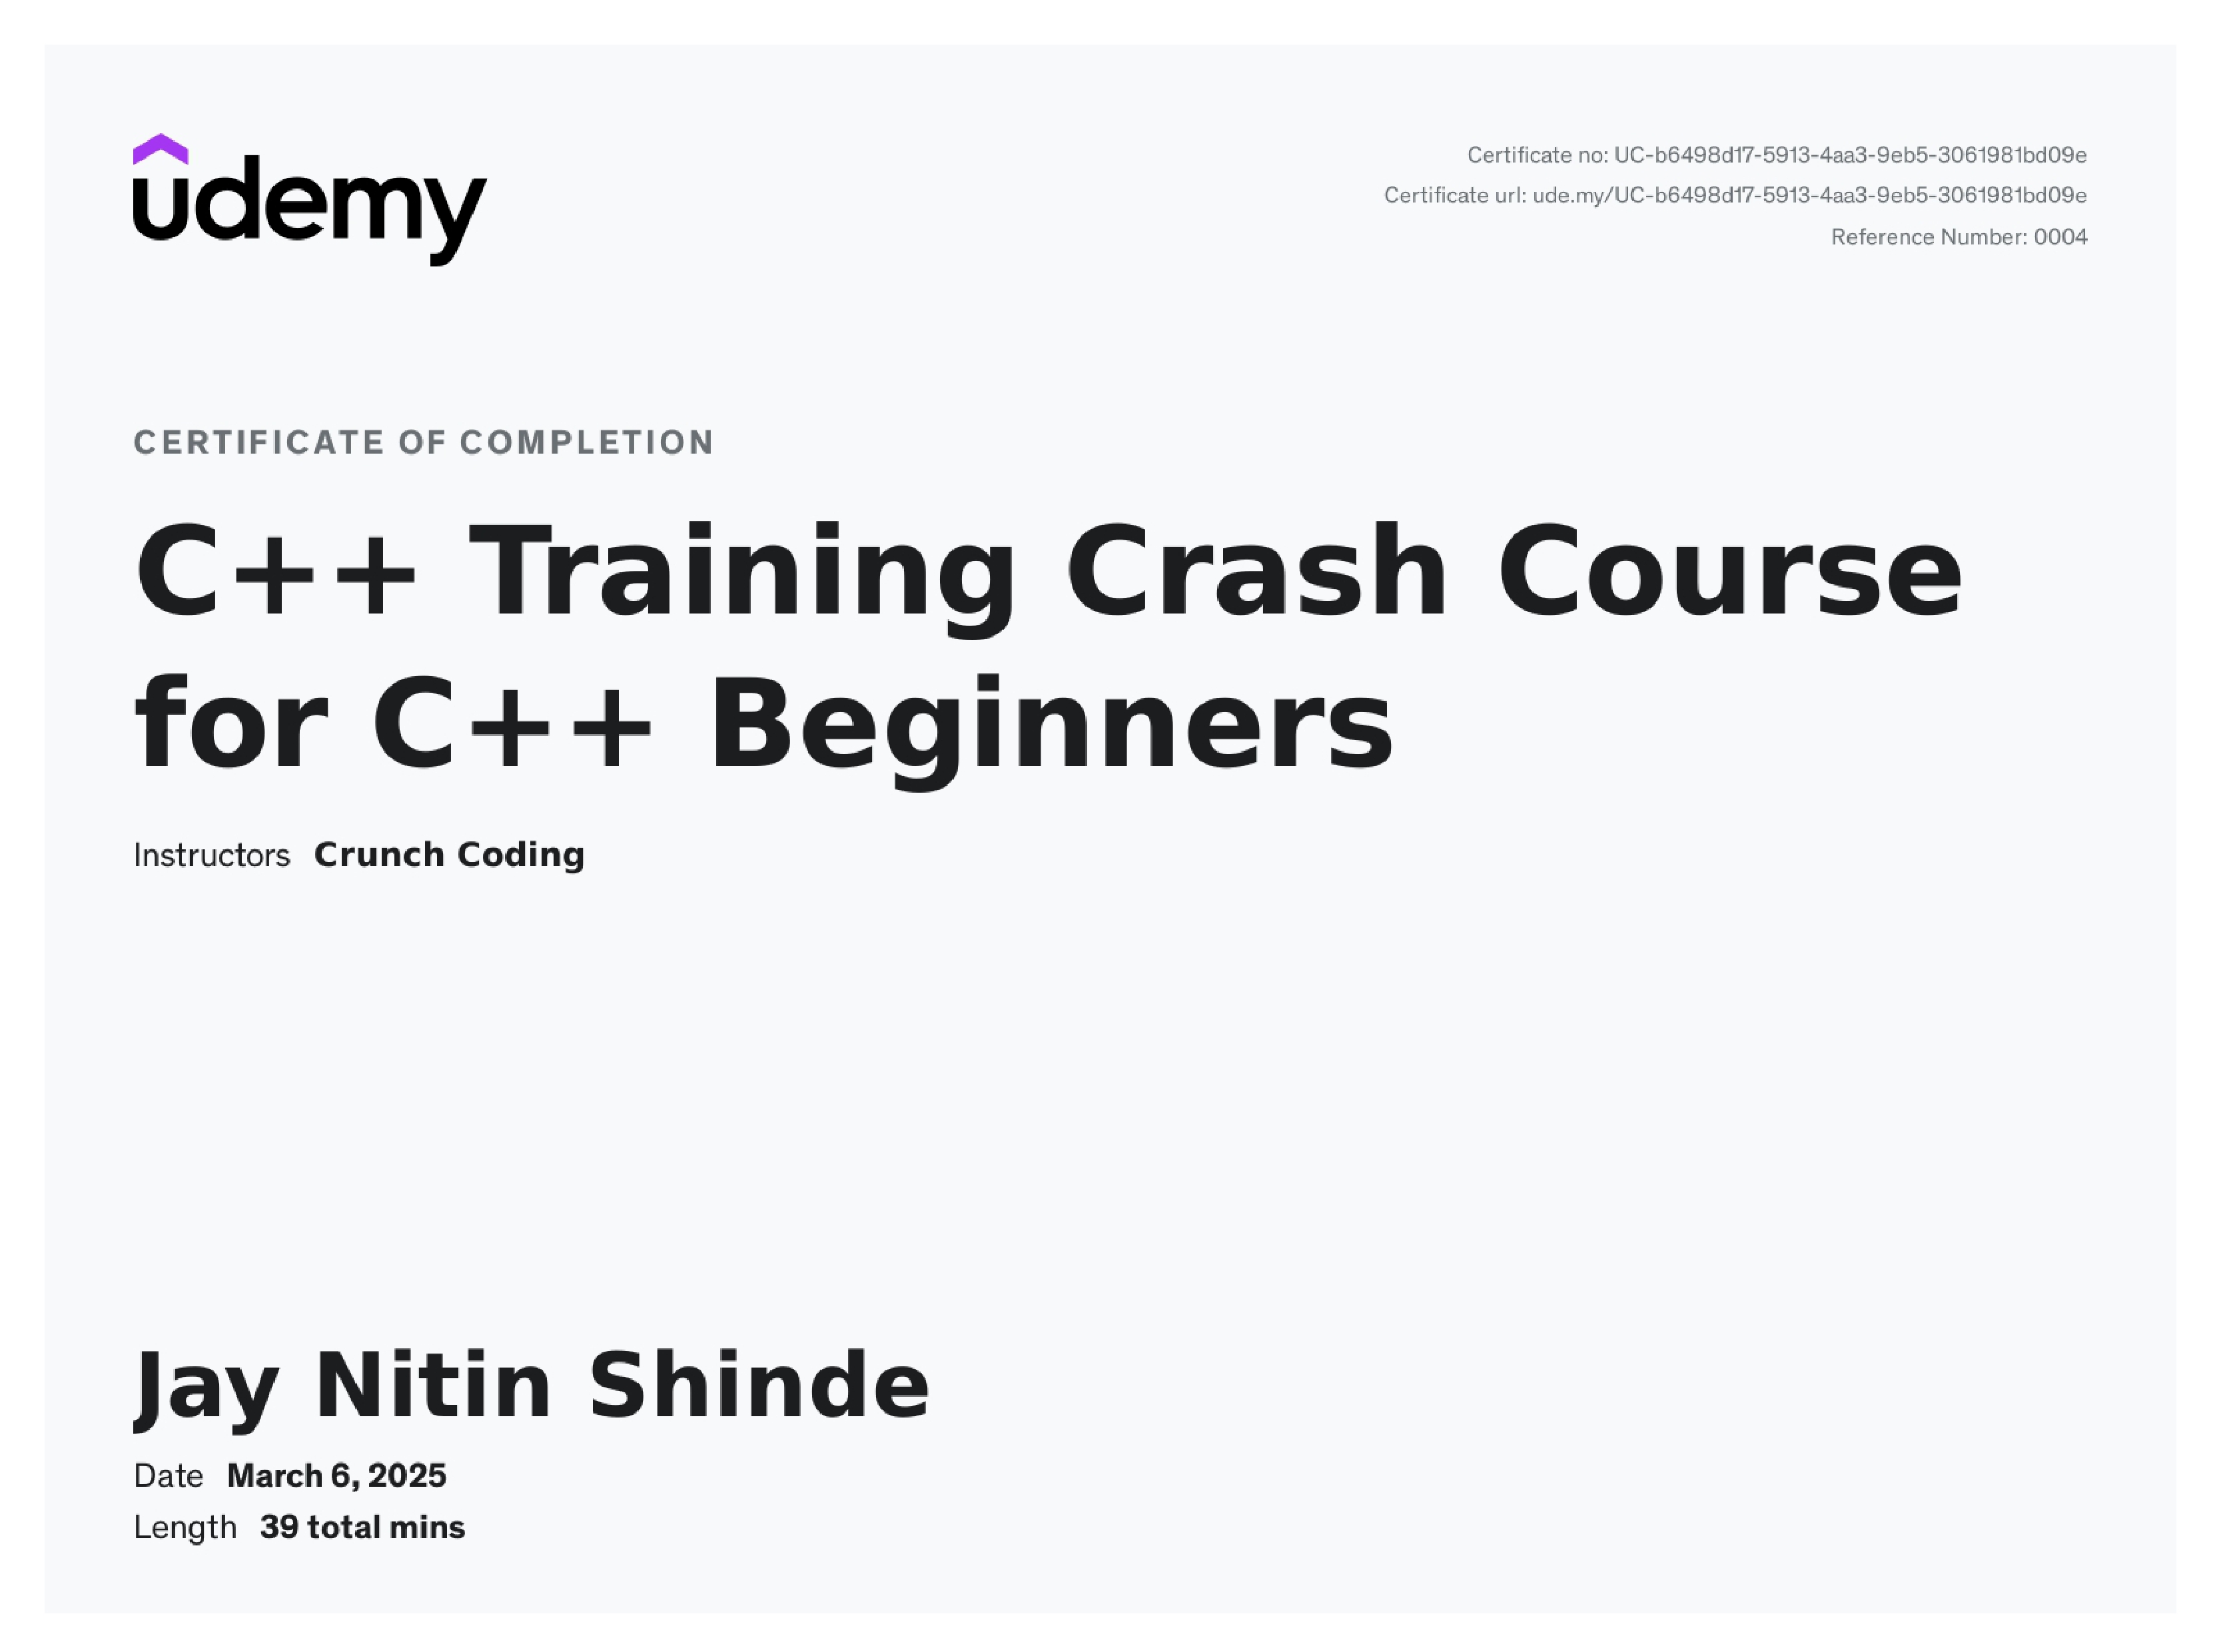 udemy
Certificate no: UC-b6498d17-5913-4aa3-9eb5-3061981bd09e
Certificate url: ude.my/UC-b6498d17-5913-4aa3-9eb5-3061981bd09e
Reference Number: 0004
CERTIFICATE OF COMPLETION
C++ Training Crash Course
for C++ Beginners
Instructors Crunch Coding
Jay Nitin Shinde
Date March 6, 2025
Length 39 total mins